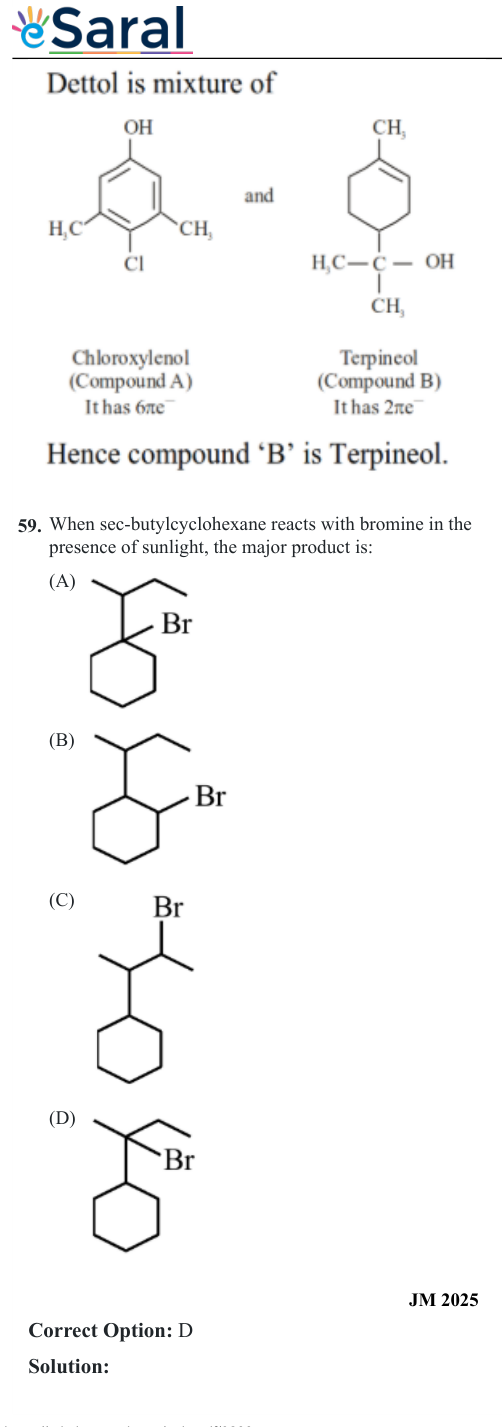 eSaral
Dettol is mixture of
OH
CH₃
and
H₃C
CH₃
Cl
H₃C—C— OH
CH₃
Chloroxylenol
(Compound A)
It has 6πe⁻
Terpineol
(Compound B)
It has 2πe⁻
Hence compound ‘B’ is Terpineol.
59. When sec-butylcyclohexane reacts with bromine in the
presence of sunlight, the major product is:
(A)
Br
(B)
Br
(C)
Br
(D)
Br
JM 2025
Correct Option: D
Solution: